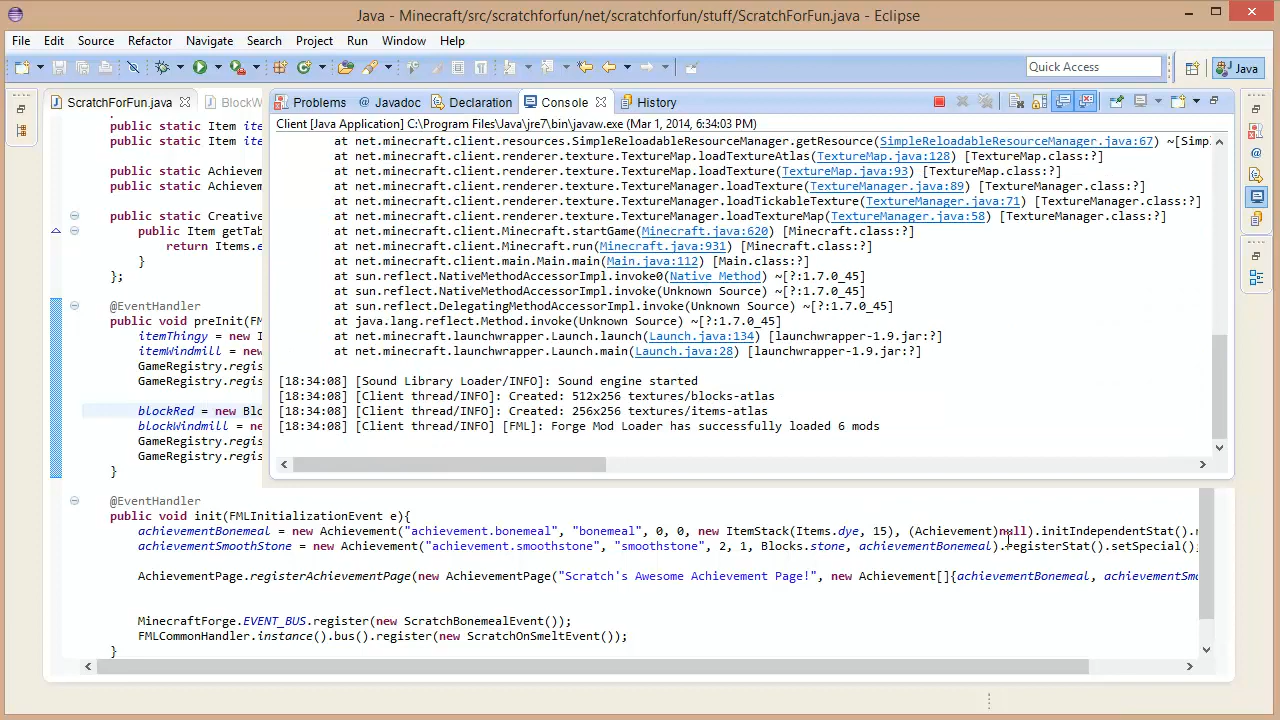 Java - Minecraft/src/scratchforfun/net/scratchforfun/stuff/ScratchForFun.java - Eclipse
File Edit Source Refactor Navigate Search Project Run Window Help
Quick Access
Java
ScratchForFun.java
BlockW
Problems @ Javadoc Declaration Console History
Client [Java Application] C:\Program Files\Java\jre7\bin\javaw.exe (Mar 1, 2014, 6:34:03 PM)
at net.minecraft.client.resources.SimpleReloadableResourceManager.getResource(SimpleReloadableResourceManager.java:67) ~[Simpl
at net.minecraft.client.renderer.texture.TextureMap.loadTextureAtlas(TextureMap.java:128) [TextureMap.class:?]
at net.minecraft.client.renderer.texture.TextureMap.loadTexture(TextureMap.java:93) [TextureMap.class:?]
at net.minecraft.client.renderer.texture.TextureManager.loadTexture(TextureManager.java:89) [TextureManager.class:?]
at net.minecraft.client.renderer.texture.TextureManager.loadTickableTexture(TextureManager.java:71) [TextureManager.class:?]
at net.minecraft.client.renderer.texture.TextureManager.loadTextureMap(TextureManager.java:58) [TextureManager.class:?]
at net.minecraft.client.Minecraft.startGame(Minecraft.java:620) [Minecraft.class:?]
at net.minecraft.client.Minecraft.run(Minecraft.java:931) [Minecraft.class:?]
at net.minecraft.client.main.Main.main(Main.java:112) [Main.class:?]
at sun.reflect.NativeMethodAccessorImpl.invoke0(Native Method) ~[?:1.7.0_45]
at sun.reflect.NativeMethodAccessorImpl.invoke(Unknown Source) ~[?:1.7.0_45]
at sun.reflect.DelegatingMethodAccessorImpl.invoke(Unknown Source) ~[?:1.7.0_45]
at java.lang.reflect.Method.invoke(Unknown Source) ~[?:1.7.0_45]
at net.minecraft.launchwrapper.Launch.launch(Launch.java:134) [launchwrapper-1.9.jar:?]
at net.minecraft.launchwrapper.Launch.main(Launch.java:28) [launchwrapper-1.9.jar:?]
[18:34:08] [Sound Library Loader/INFO]: Sound engine started
[18:34:08] [Client thread/INFO]: Created: 512x256 textures/blocks-atlas
[18:34:08] [Client thread/INFO]: Created: 256x256 textures/items-atlas
[18:34:08] [Client thread/INFO] [FML]: Forge Mod Loader has successfully loaded 6 mods
public static Item ite
public static Item ite
public static Achiev
public static Achiev
public static Creative
public Item getTab
return Items.e
}
};
@EventHandler
public void preInit(FM
itemThingy = new I
itemWindmill = new
GameRegistry.regis
GameRegistry.regis
blockRed = new Blo
blockWindmill = ne
GameRegistry.regis
GameRegistry.regis
}
@EventHandler
public void init(FMLInitializationEvent e){
achievementBonemeal = new Achievement("achievement.bonemeal", "bonemeal", 0, 0, new ItemStack(Items.dye, 15), (Achievement)null).initIndependentStat().r
achievementSmoothStone = new Achievement("achievement.smoothstone", "smoothstone", 2, 1, Blocks.stone, achievementBonemeal).registerStat().setSpecial();
AchievementPage.registerAchievementPage(new AchievementPage("Scratch's Awesome Achievement Page!", new Achievement[]{achievementBonemeal, achievementSmo
MinecraftForge.EVENT_BUS.register(new ScratchBonemealEvent());
FMLCommonHandler.instance().bus().register(new ScratchOnSmeltEvent());
}